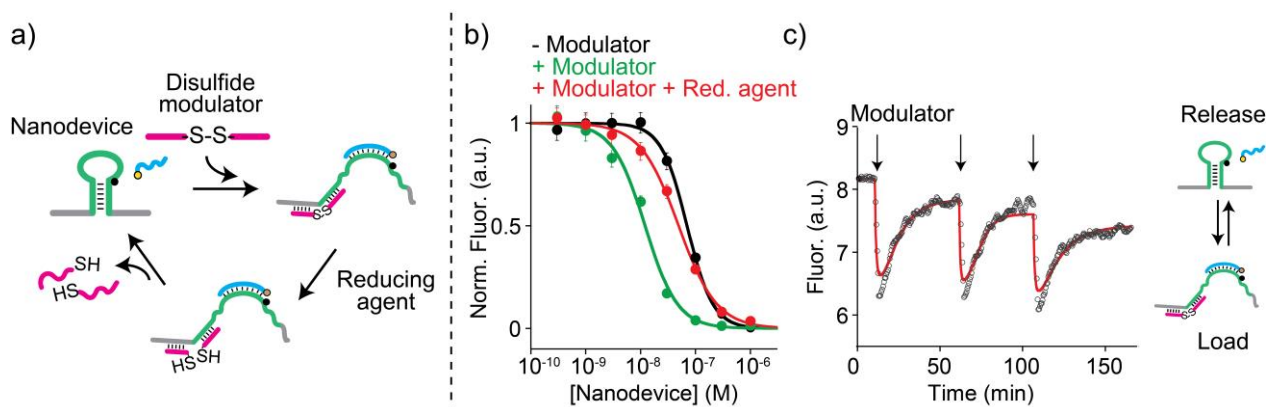 a)
Disulfide
modulator
Nanodevice
S-S
S-S
SH
HS
Reducing
agent
HS SH
b)
- Modulator
+ Modulator
+ Modulator + Red. agent
Norm. Fluor. (a.u.)
1
0.5
0
10⁻¹⁰ 10⁻⁹ 10⁻⁸ 10⁻⁷ 10⁻⁶
[Nanodevice] (M)
c)
Modulator
Fluor. (a.u.)
9
8
7
6
0 50 100 150
Time (min)
Release
S-S
Load